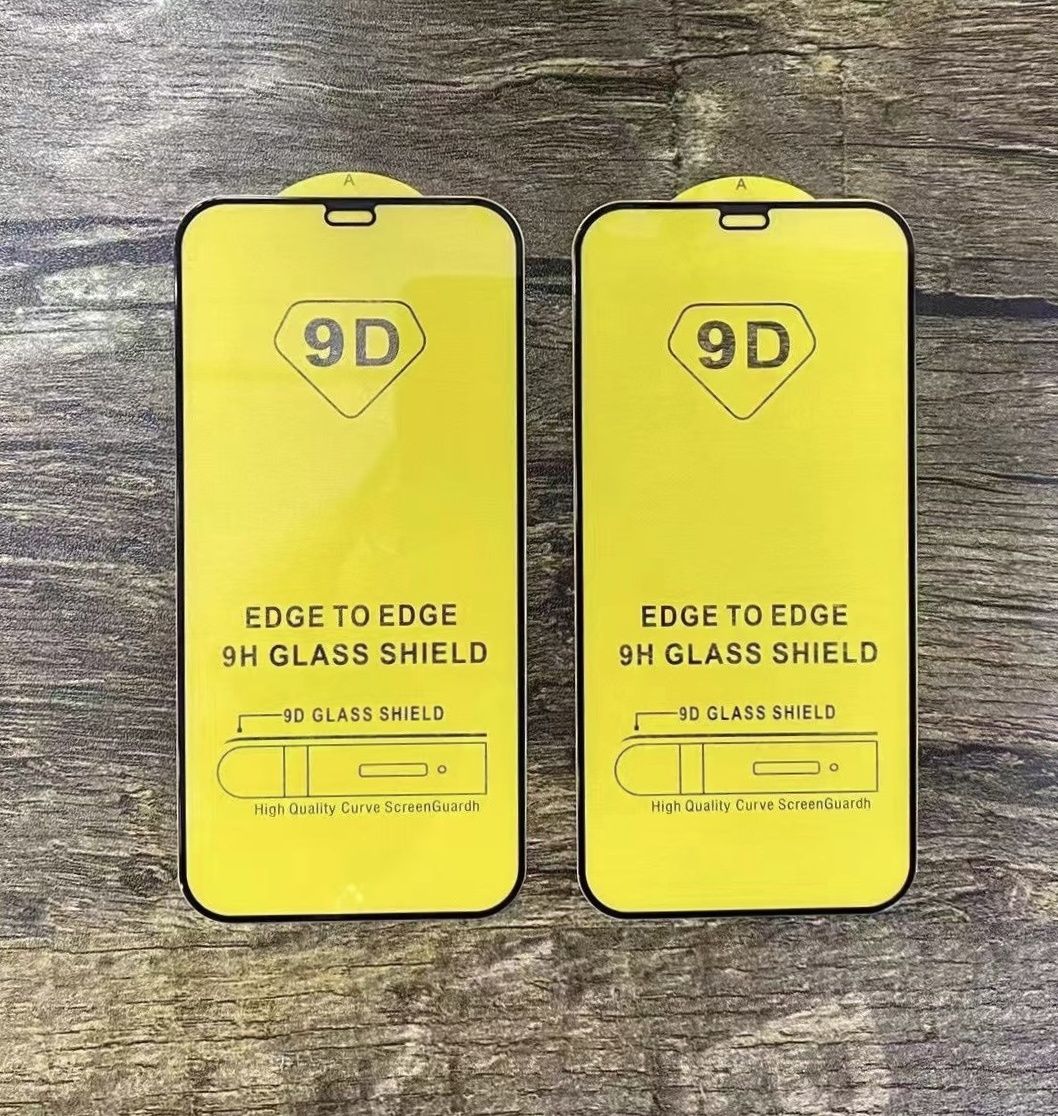 A
9D
EDGE TO EDGE
9H GLASS SHIELD
9D GLASS SHIELD
High Quality Curve ScreenGuardh
A
9D
EDGE TO EDGE
9H GLASS SHIELD
9D GLASS SHIELD
High Quality Curve ScreenGuardh